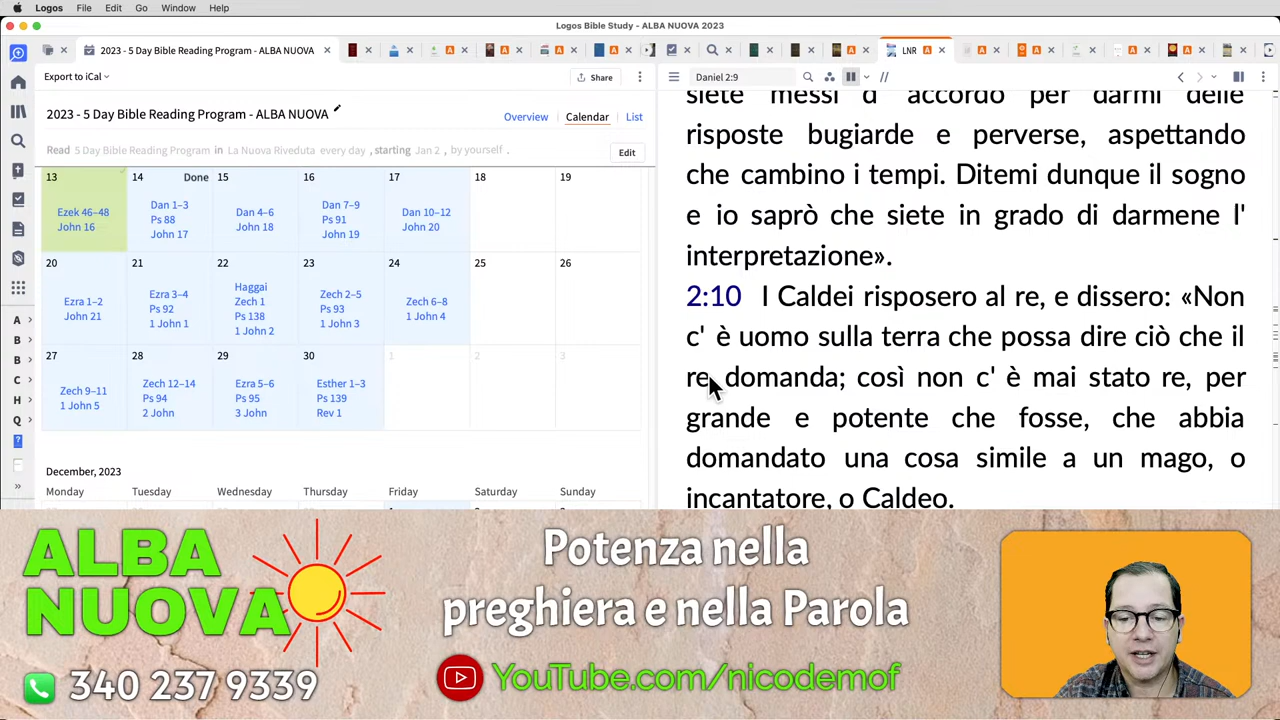 Logos File Edit Go Window Help
Logos Bible Study - ALBA NUOVA 2023
2023 - 5 Day Bible Reading Program - ALBA NUOVA
LNR
Export to iCal
Share
Daniel 2:9
2023 - 5 Day Bible Reading Program - ALBA NUOVA
Overview Calendar List
Read 5 Day Bible Reading Program in La Nuova Riveduta every day , starting Jan 2 , by yourself .
Edit
13 14 Done 15 16 17 18 19
Ezek 46–48
John 16
Dan 1–3
Ps 88
John 17
Dan 4–6
John 18
Dan 7–9
Ps 91
John 19
Dan 10–12
John 20
20 21 22 23 24 25 26
Ezra 1–2
John 21
Ezra 3–4
Ps 92
1 John 1
Haggai
Zech 1
Ps 138
1 John 2
Zech 2–5
Ps 93
1 John 3
Zech 6–8
1 John 4
27 28 29 30 1 2 3
Zech 9–11
1 John 5
Zech 12–14
Ps 94
2 John
Ezra 5–6
Ps 95
3 John
Esther 1–3
Ps 139
Rev 1
December, 2023
Monday Tuesday Wednesday Thursday Friday Saturday Sunday
A
B
B
C
H
Q
siete messi d' accordo per darmi delle
risposte bugiarde e perverse, aspettando
che cambino i tempi. Ditemi dunque il sogno
e io saprò che siete in grado di darmene l'
interpretazione».
2:10 I Caldei risposero al re, e dissero: «Non
c' è uomo sulla terra che possa dire ciò che il
re domanda; così non c' è mai stato re, per
grande e potente che fosse, che abbia
domandato una cosa simile a un mago, o
incantatore, o Caldeo.
ALBA
NUOVA
340 237 9339
Potenza nella
preghiera e nella Parola
YouTube.com/nicodemof